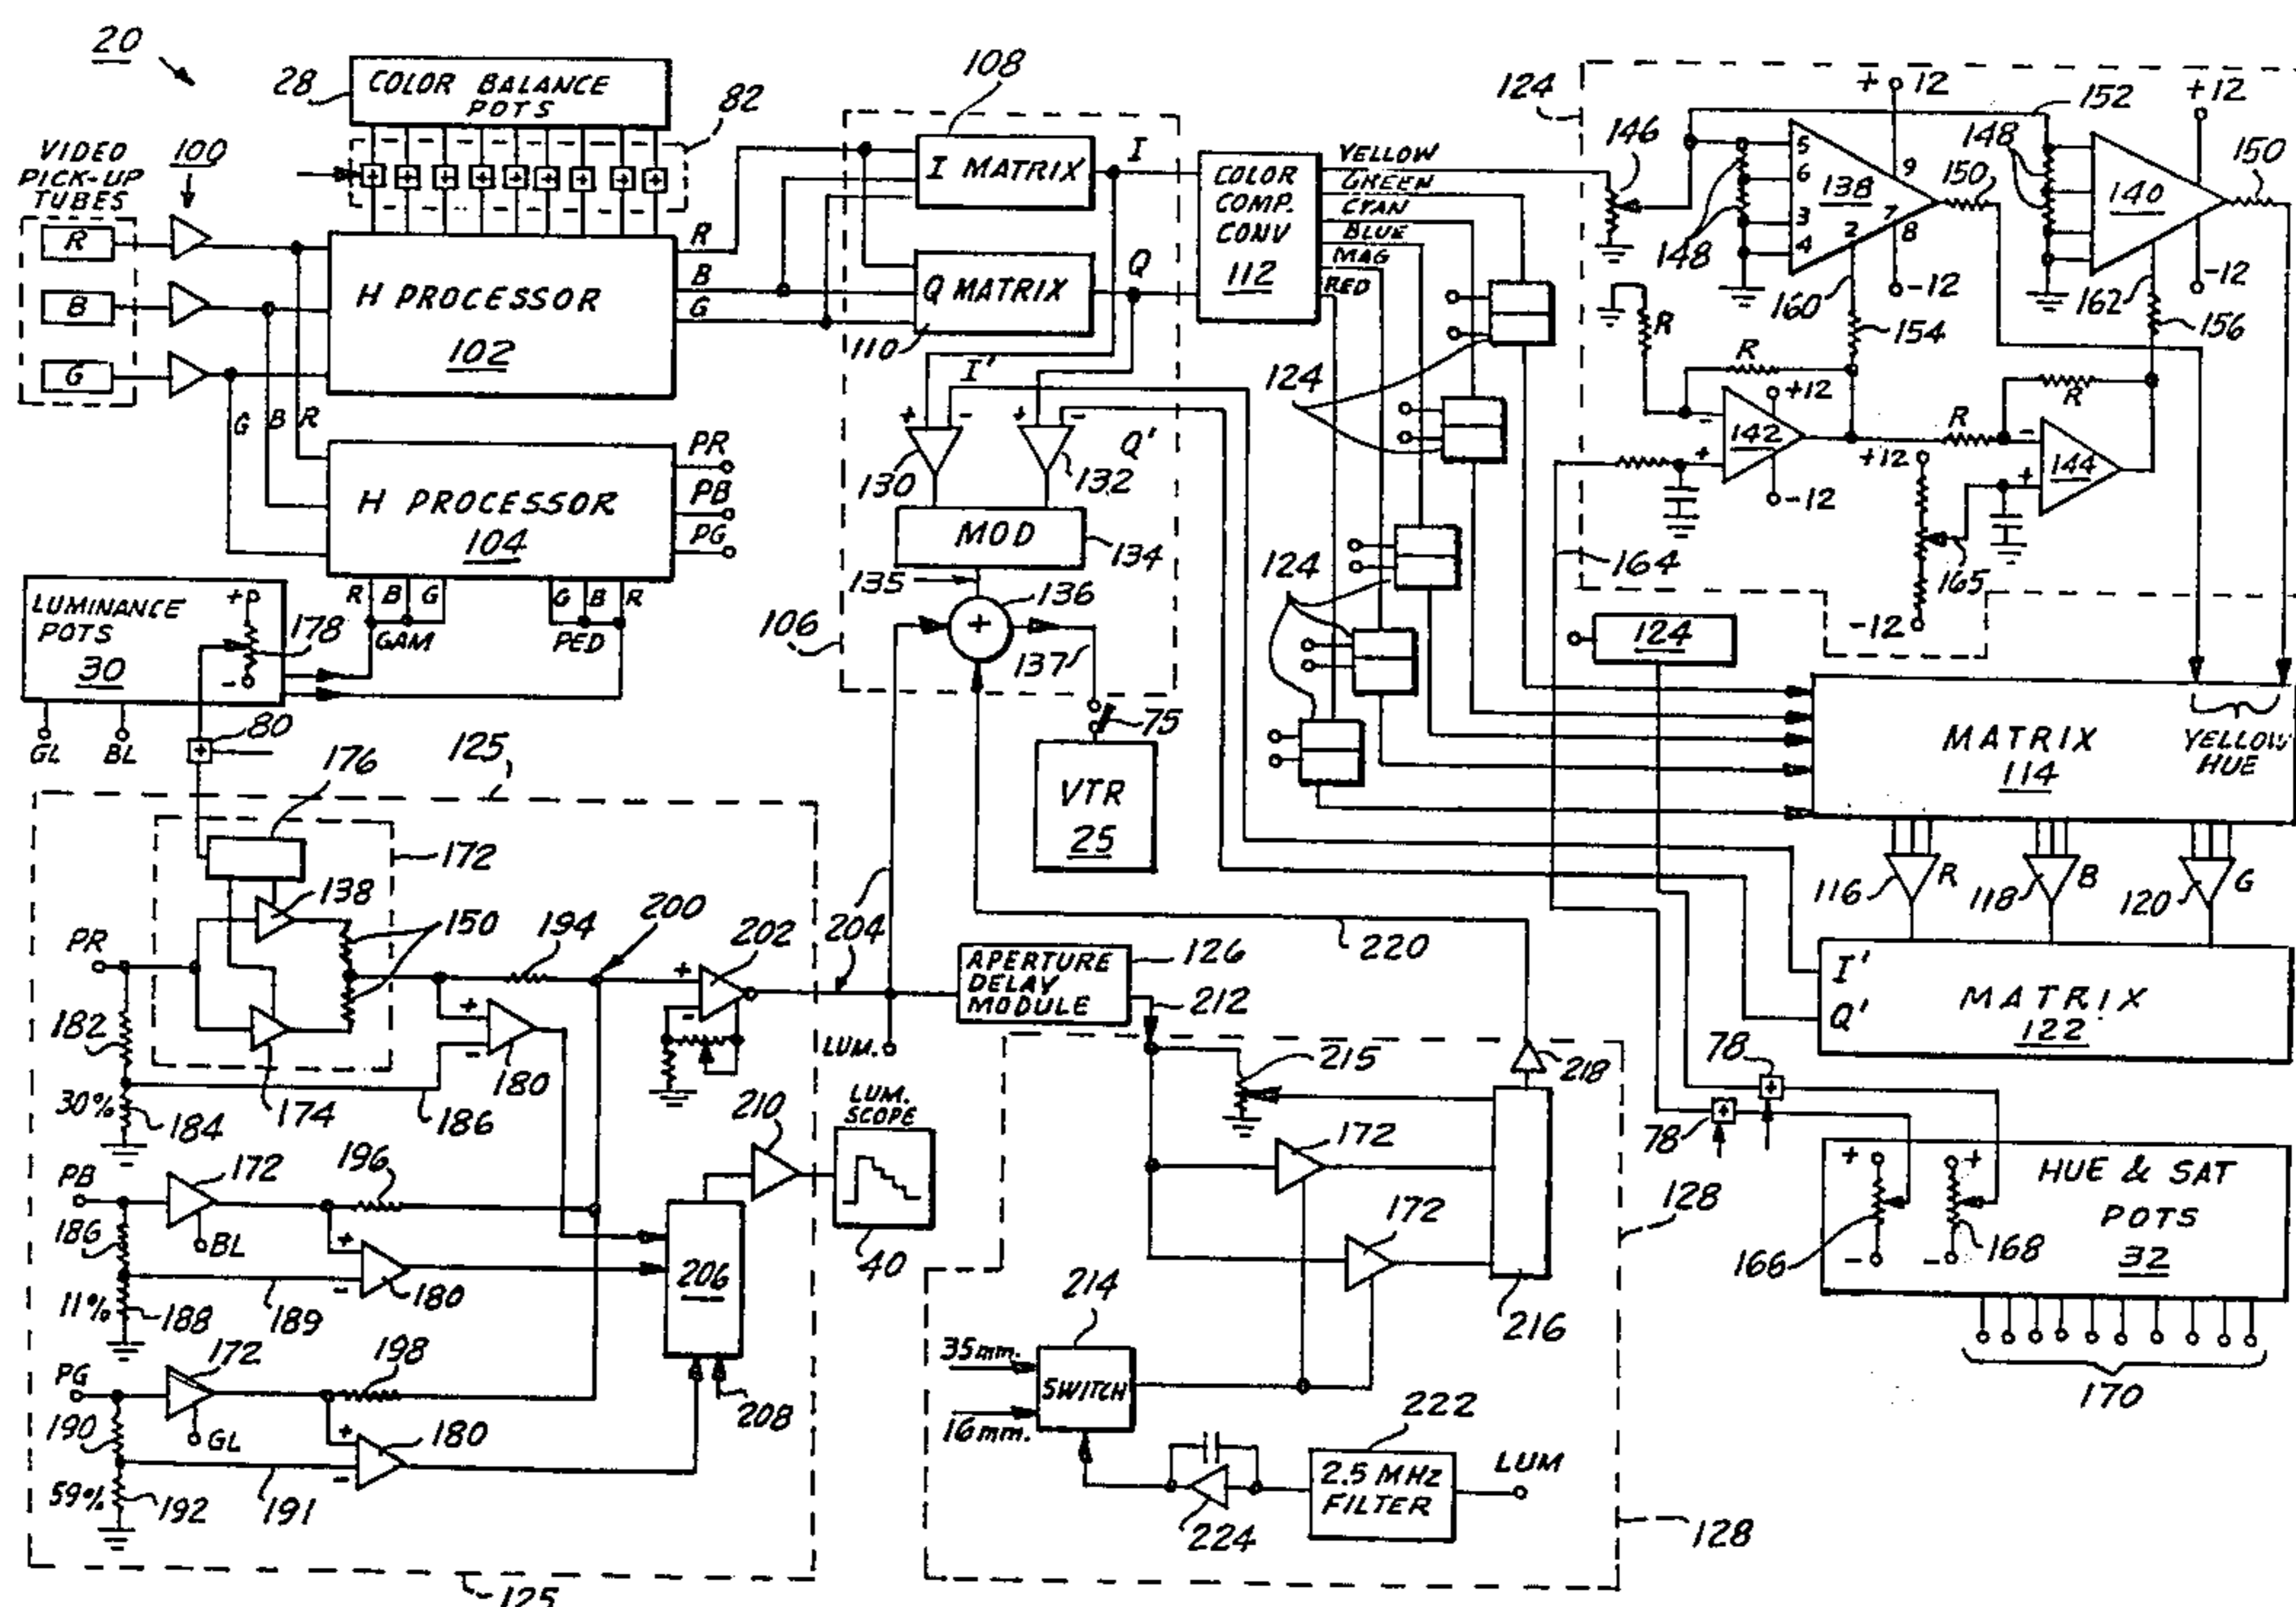 20
28
COLOR BALANCE
POTS
82
VIDEO
PICK-UP
TUBES
100
R
B
G
H PROCESSOR
102
R
B
G
G B R
H PROCESSOR
104
PR
PB
PG
R B G
GAM
G B R
PED
LUMINANCE
POTS
30
+
-
178
GL
BL
80
108
I MATRIX
I
Q MATRIX
Q
110
I'
Q'
+
-
+
-
130
132
MOD
134
135
+
136
137
106
75
VTR
25
COLOR
COMP.
CONV
112
YELLOW
GREEN
CYAN
BLUE
MAG
RED
124
124
124
146
148
5
6
3
4
2
138
9
7
8
+12
-12
150
152
148
140
+12
-12
150
160
154
162
156
R
R
-
+
142
+12
-12
R
R
-
+
144
+12
165
-12
164
124
MATRIX
114
YELLOW
HUE
116
R
118
B
120
G
I'
Q'
MATRIX
122
78
78
HUE & SAT
POTS
32
+
-
166
+
-
168
170
125
176
172
138
150
174
PR
182
30%
184
186
194
200
+
-
180
+
-
202
204
LUM.
PB
172
BL
186
11%
188
189
196
+
-
180
PG
172
GL
190
59%
192
191
198
+
-
180
206
208
210
LUM.
SCOPE
40
125
APERTURE
DELAY
MODULE
126
212
220
215
218
172
172
216
128
214
SWITCH
35mm.
16mm.
224
222
2.5 MHz
FILTER
LUM
128